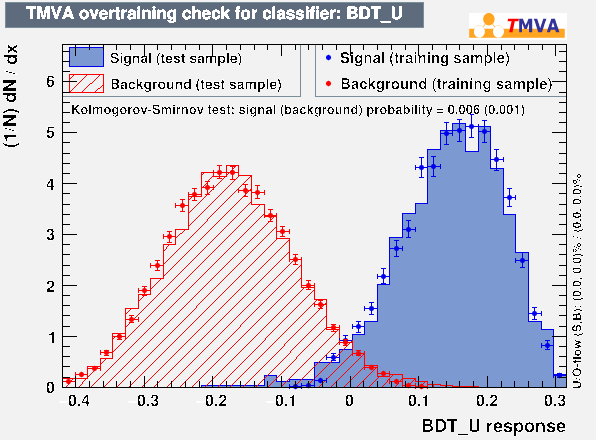 TMVA overtraining check for classifier: BDT_U
TMVA
Signal (test sample)
Background (test sample)
Signal (training sample)
Background (training sample)
Kolmogorov-Smirnov test: signal (background) probability = 0.006 (0.001)
(1/N) dN / dx
6
5
4
3
2
1
0
-0.4 -0.3 -0.2 -0.1 0 0.1 0.2 0.3
BDT_U response
U/O-flow (S,B): (0.0, 0.0)% / (0.0, 0.0)%